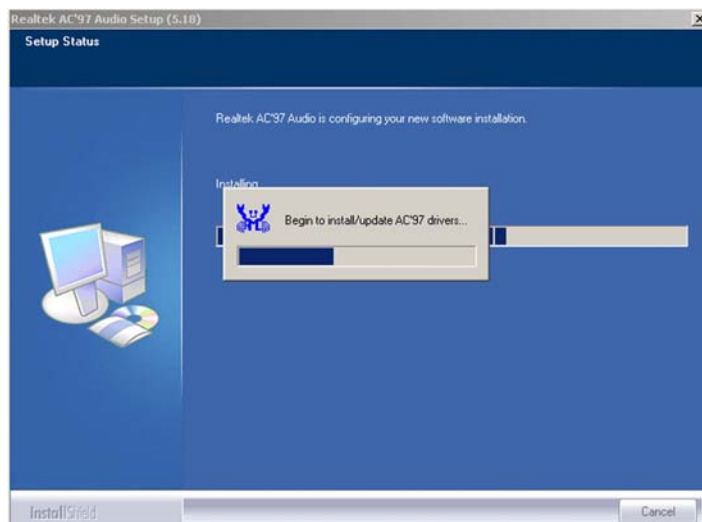 Realtek AC'97 Audio Setup (5.18)
Setup Status
Realtek AC'97 Audio is configuring your new software installation.
Installing
Begin to install/update AC'97 drivers...
InstallShield
Cancel